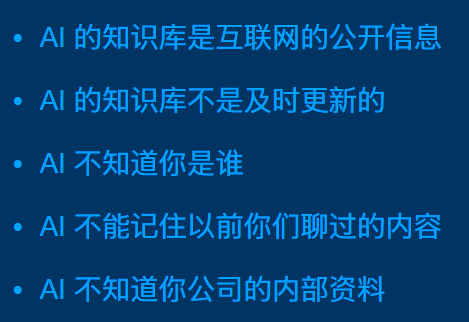 • AI 的知识库是互联网的公开信息
• AI 的知识库不是及时更新的
• AI 不知道你是谁
• AI 不能记住以前你们聊过的内容
• AI 不知道你公司的内部资料